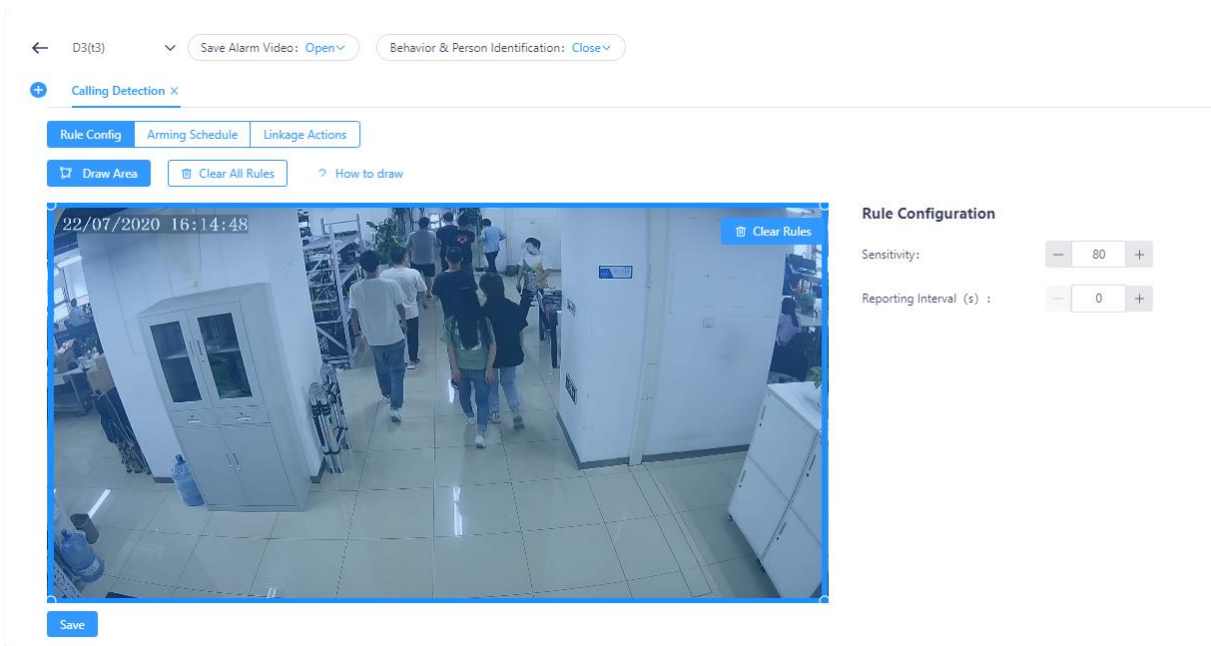 D3(t3) Save Alarm Video: Open Behavior & Person Identification: Close
Calling Detection ×
Rule Config Arming Schedule Linkage Actions
Draw Area Clear All Rules ? How to draw
22/07/2020 16:14:48
Clear Rules
Rule Configuration
Sensitivity: — 80 +
Reporting Interval (s) : — 0 +
Save